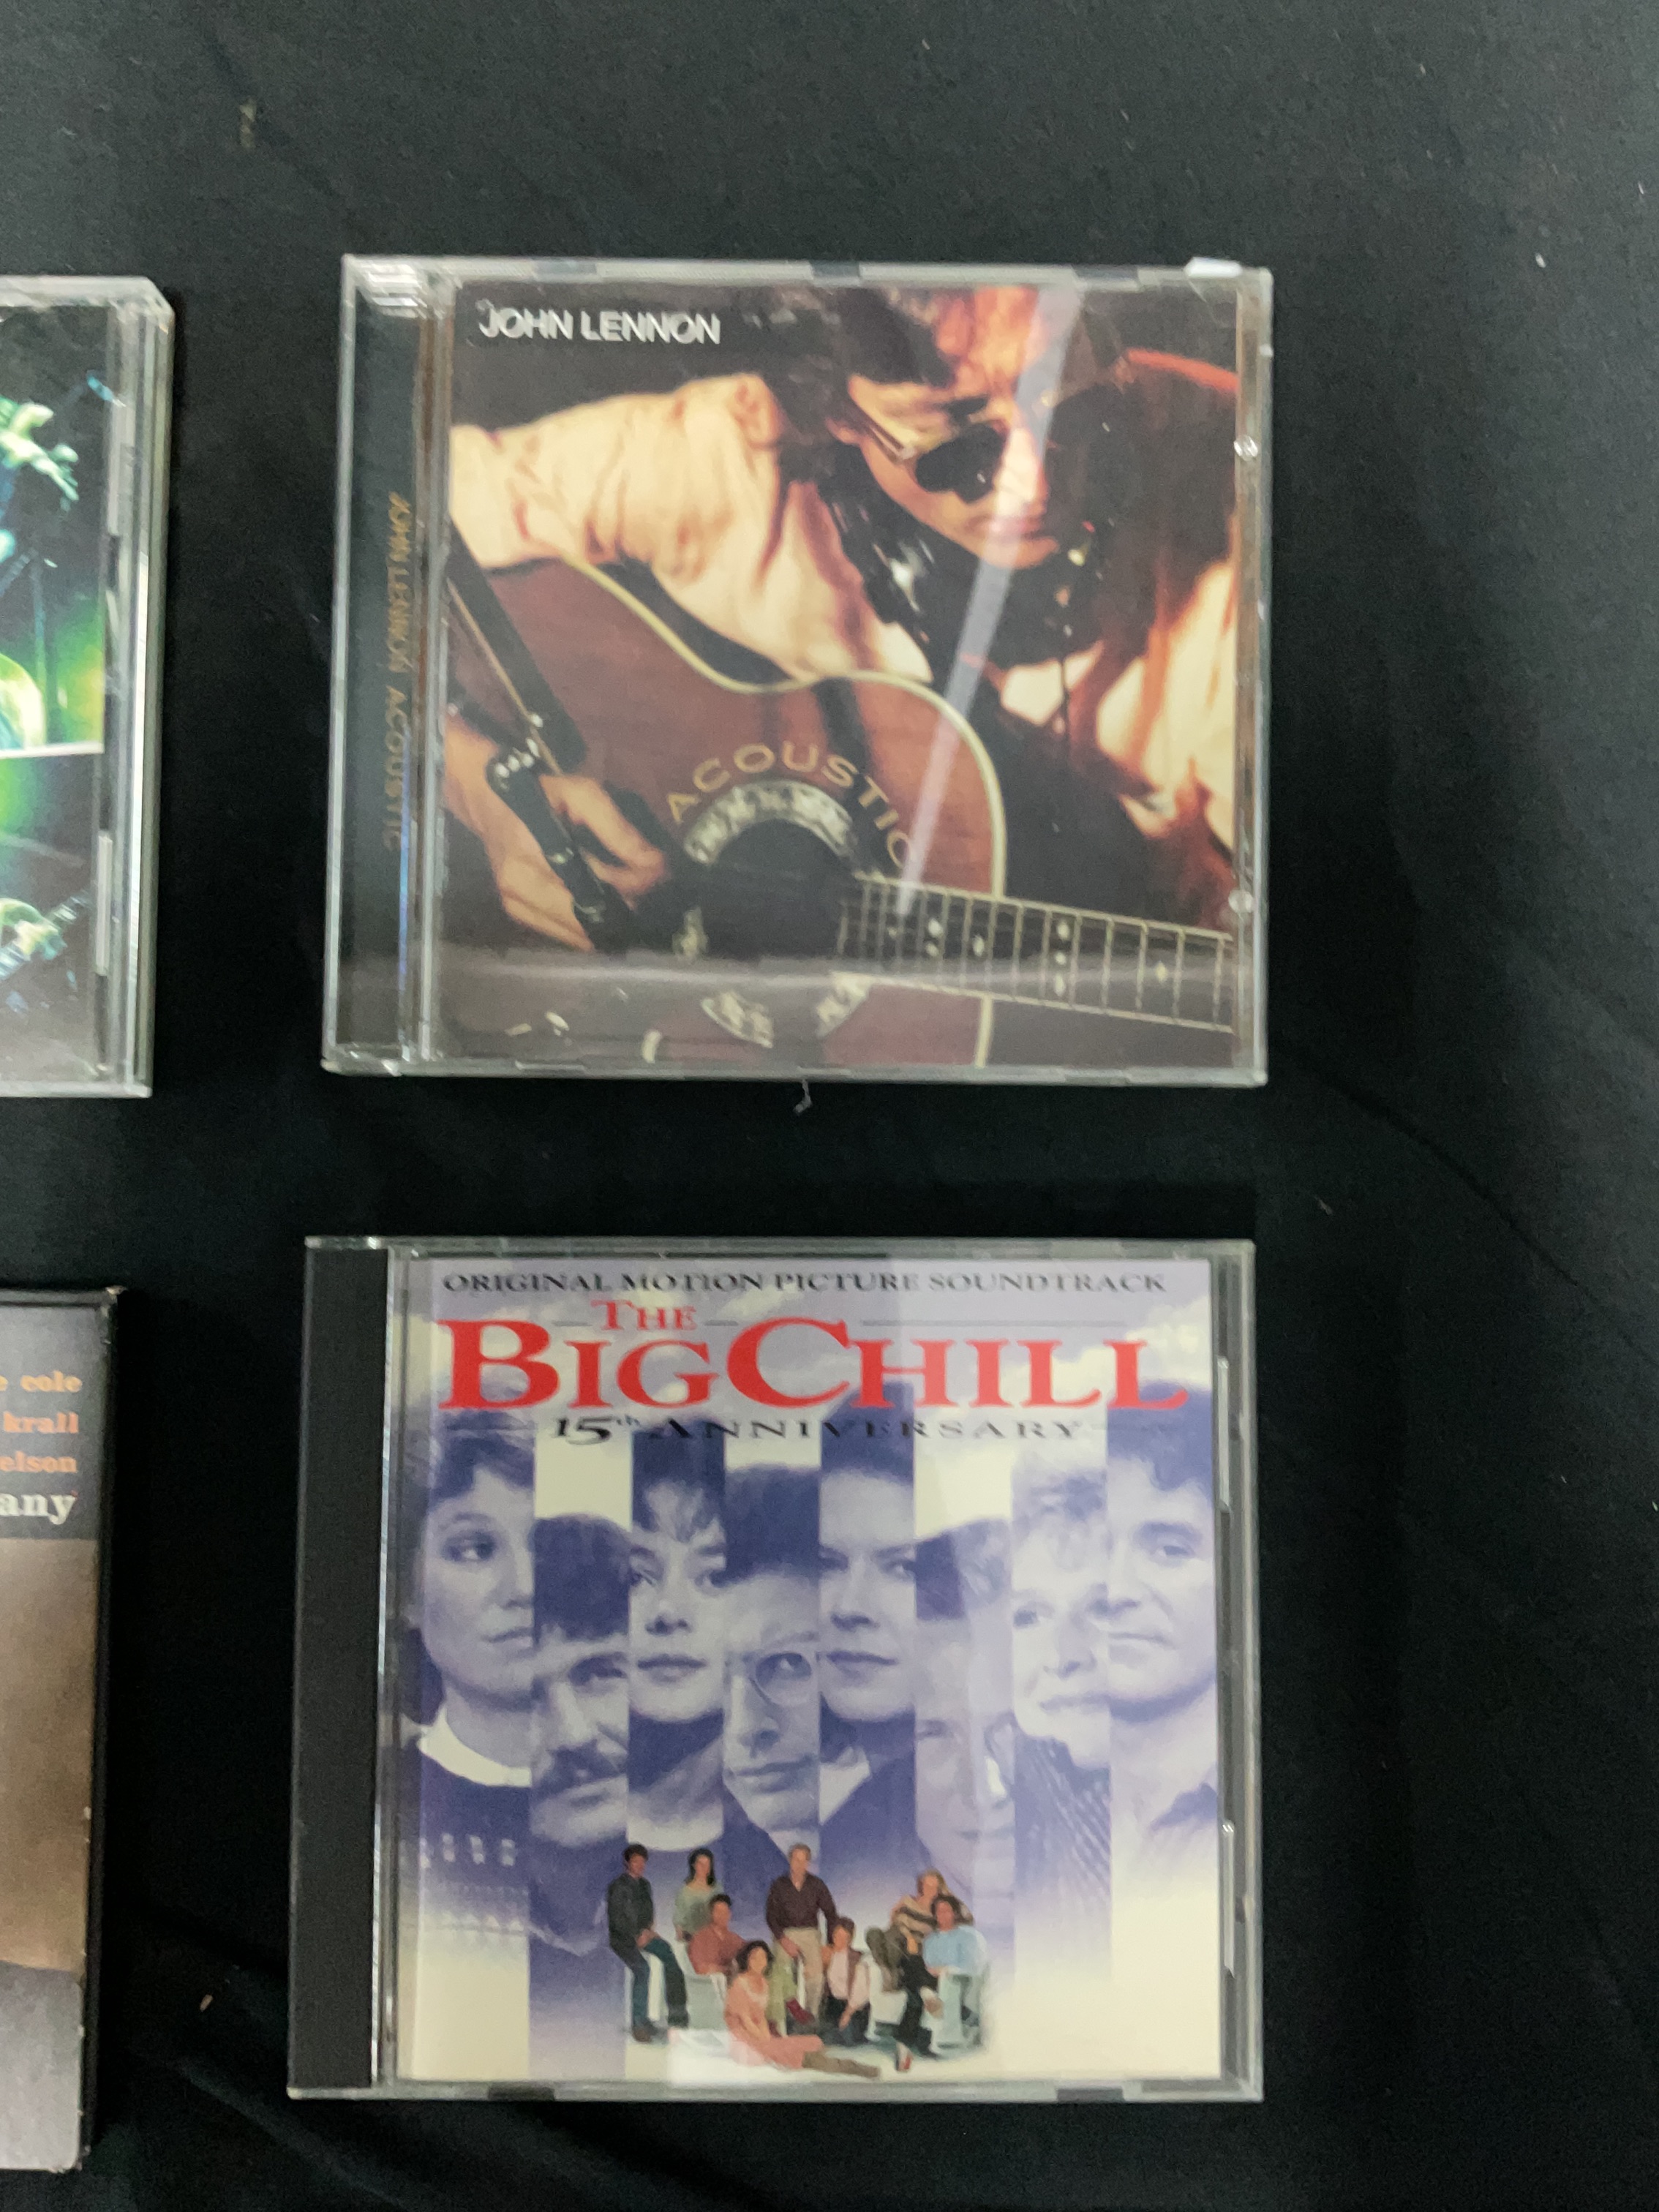 JOHN LENNON
JOHN LENNON ACOUSTIC
ACOUSTIC
ORIGINAL MOTION PICTURE SOUNDTRACK
THE
BIG CHILL
15th ANNIVERSARY
cole
krall
elson
any